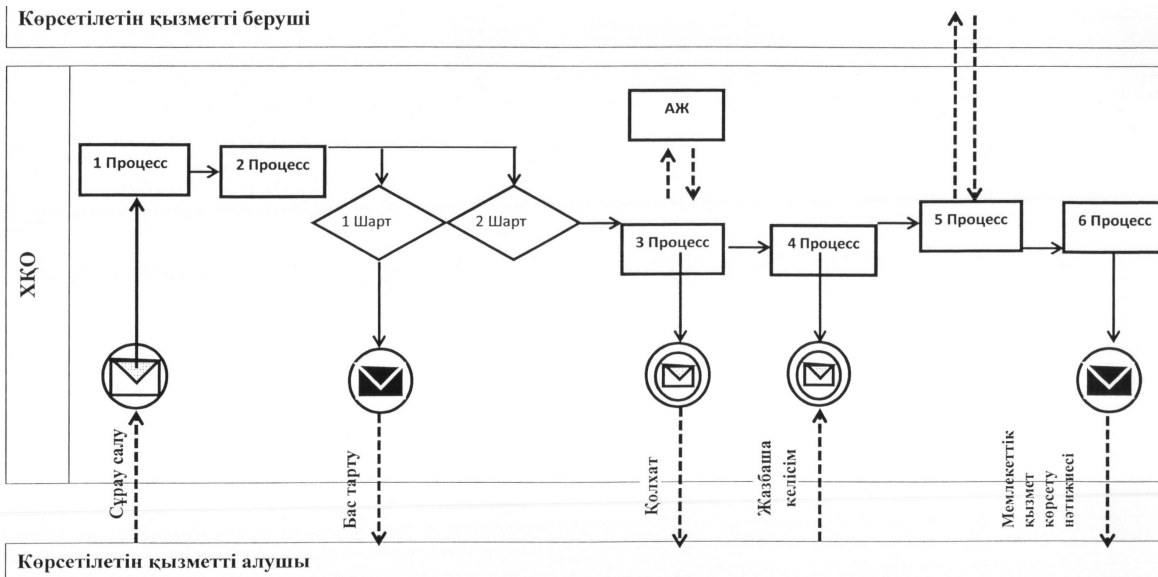 Көрсетілетін қызметті беруші
АЖ
1 Процесс
2 Процесс
1 Шарт
2 Шарт
3 Процесс
4 Процесс
5 Процесс
6 Процесс
ХҚО
Сұрау салу
Бас тарту
Қолхат
Жазбаша
келісім
Мемлекеттік
қызмет
көрсету
нәтижиесі
Көрсетілетін қызметті алушы